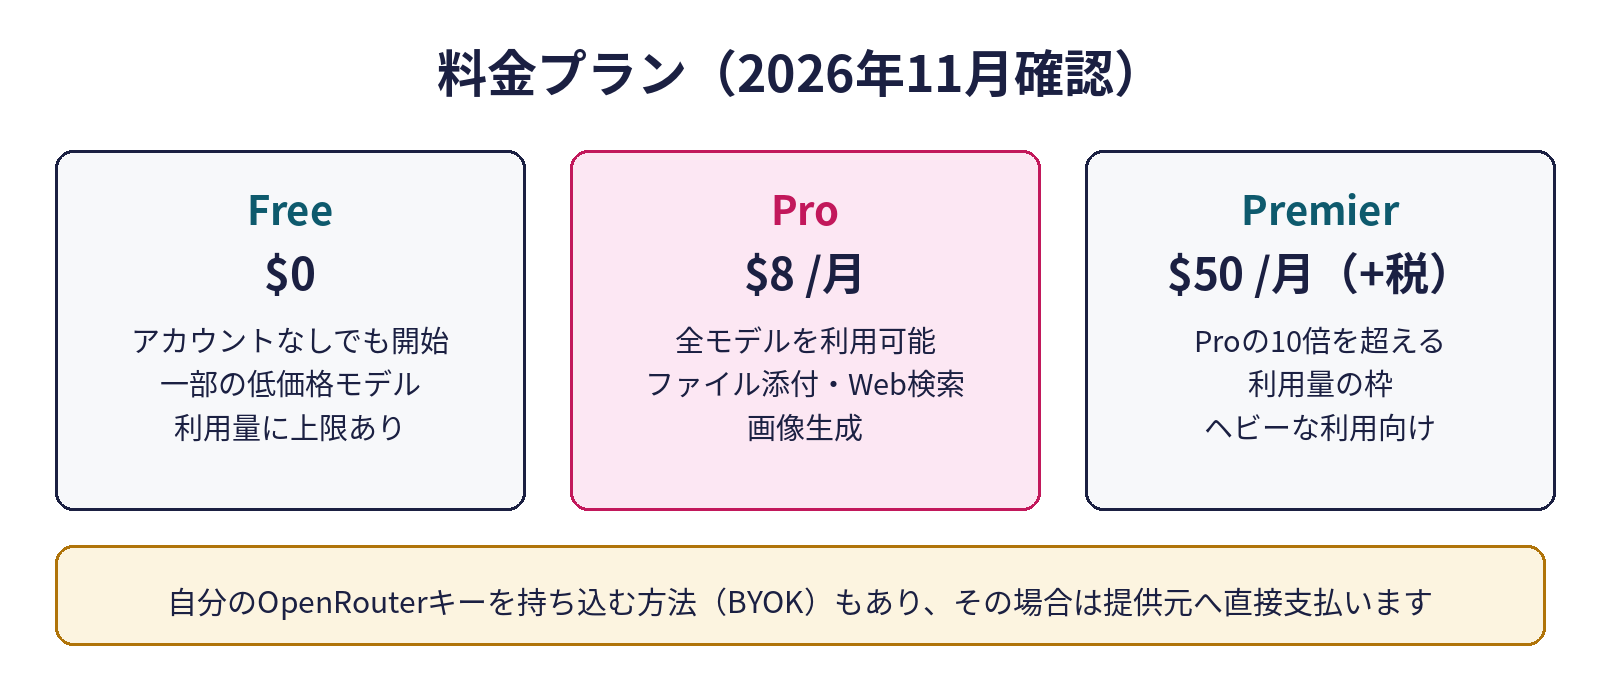 料金プラン（2026年11月確認）
Free
$0
アカウントなしでも開始
一部の低価格モデル
利用量に上限あり
Pro
$8 /月
全モデルを利用可能
ファイル添付・Web検索
画像生成
Premier
$50 /月（+税）
Proの10倍を超える
利用量の枠
ヘビーな利用向け
自分のOpenRouterキーを持ち込む方法（BYOK）もあり、その場合は提供元へ直接支払います